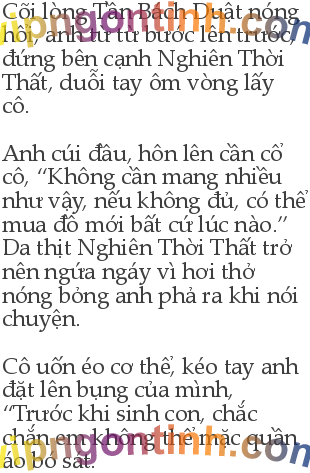 Cõi lòng Tần Bách Duật nóng
hổi, anh từ từ bước lên trước,
đứng bên cạnh Nghiên Thời
Thất, duỗi tay ôm vòng lấy
cô.
Anh cúi đầu, hôn lên cần cổ
cô, “Không cần mang nhiều
như vậy, nếu không đủ, có thể
mua đồ mới bất cứ lúc nào.”
Da thịt Nghiên Thời Thất trở
nên ngứa ngáy vì hơi thở
nóng bỏng anh phả ra khi nói
chuyện.
Cô uốn éo cơ thể, kéo tay anh
đặt lên bụng của mình,
“Trước khi sinh con, chắc
chắn em không thể mặc quần
áo bó sát.
vipngontinh.com
vipngontinh.com